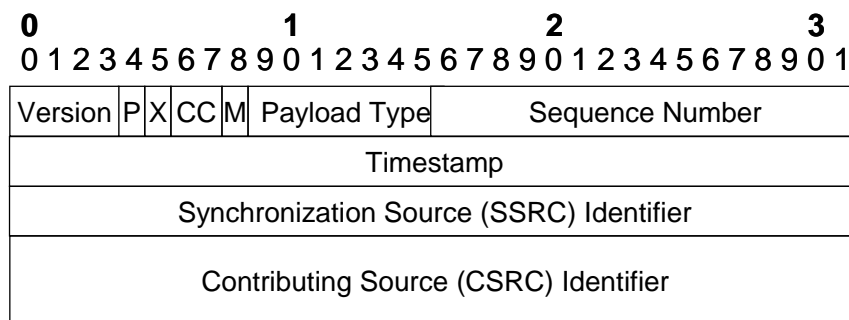 0 1 2 3
0 1 2 3 4 5 6 7 8 9 0 1 2 3 4 5 6 7 8 9 0 1 2 3 4 5 6 7 8 9 0 1
Version P X CC M Payload Type Sequence Number
Timestamp
Synchronization Source (SSRC) Identifier
Contributing Source (CSRC) Identifier